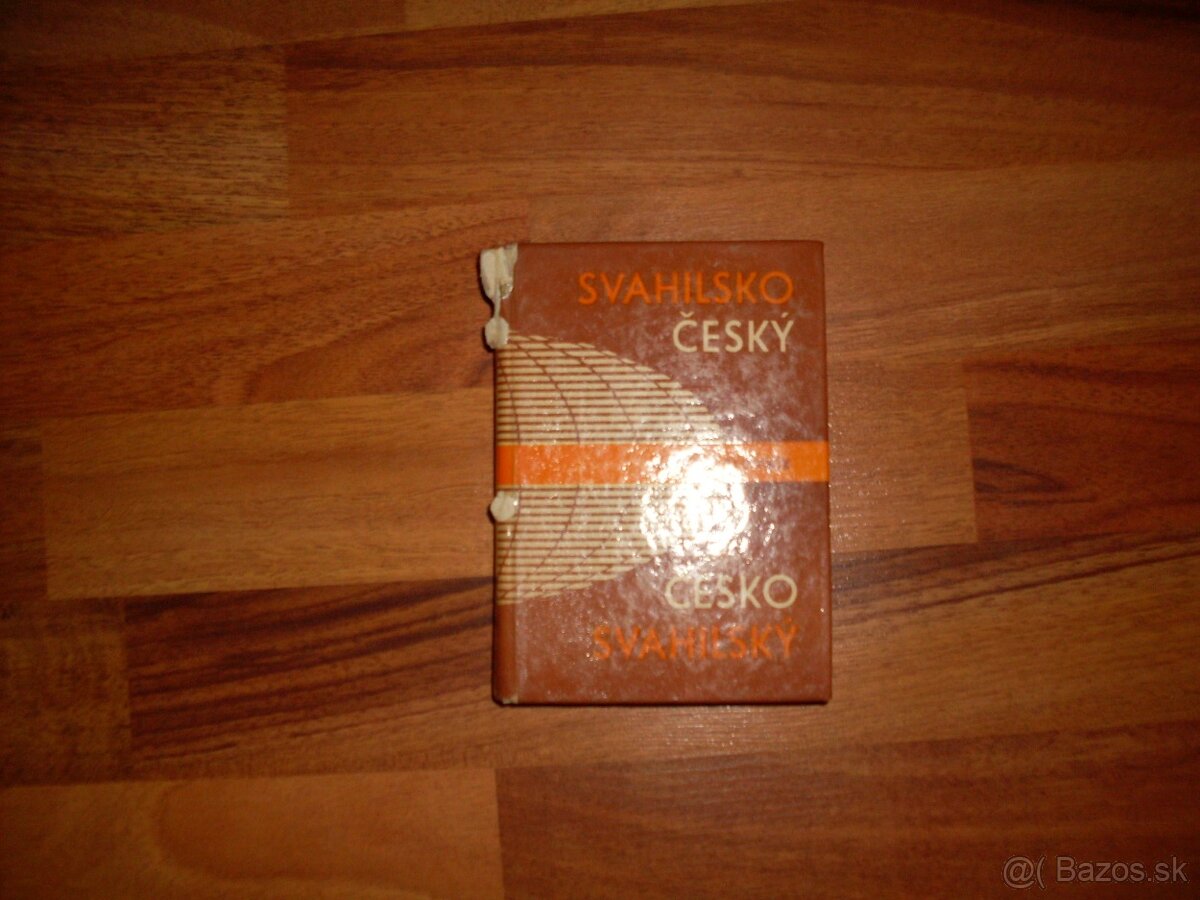 SVAHILSKO
ČESKÝ
ČESKO
SVAHILSKÝ
@( Bazos.sk